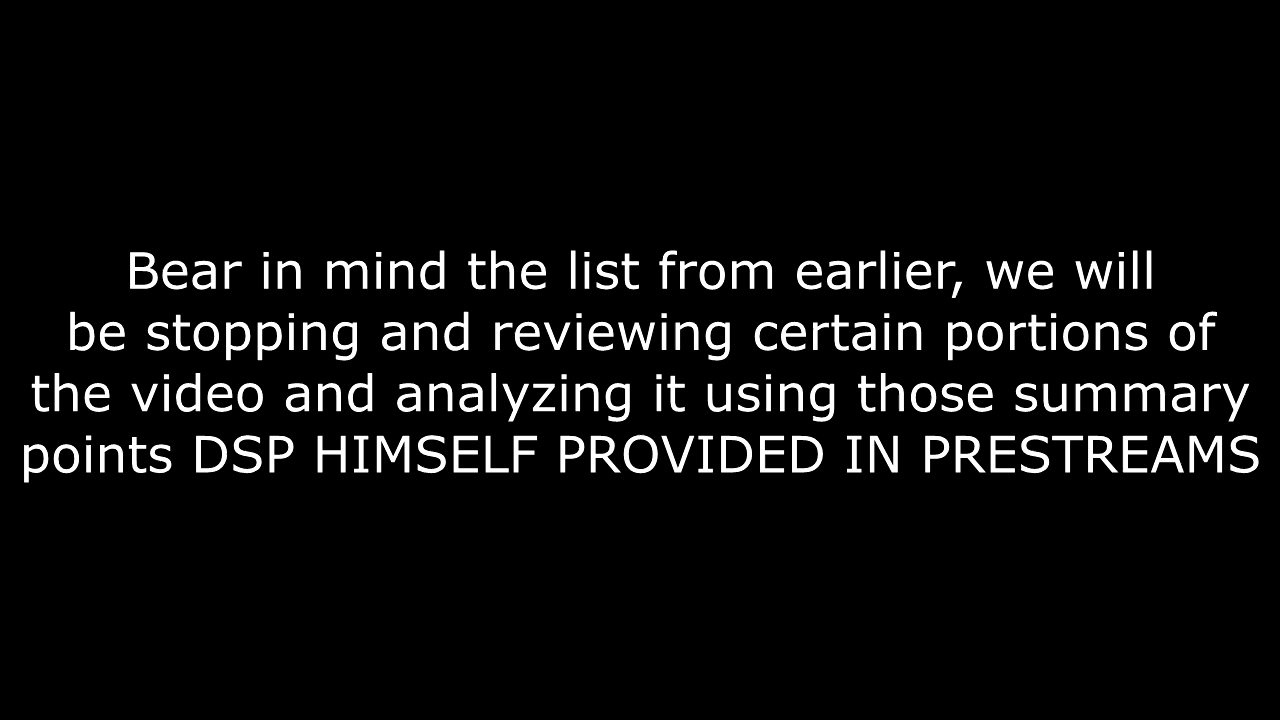 Bear in mind the list from earlier, we will
be stopping and reviewing certain portions of
the video and analyzing it using those summary
points DSP HIMSELF PROVIDED IN PRESTREAMS